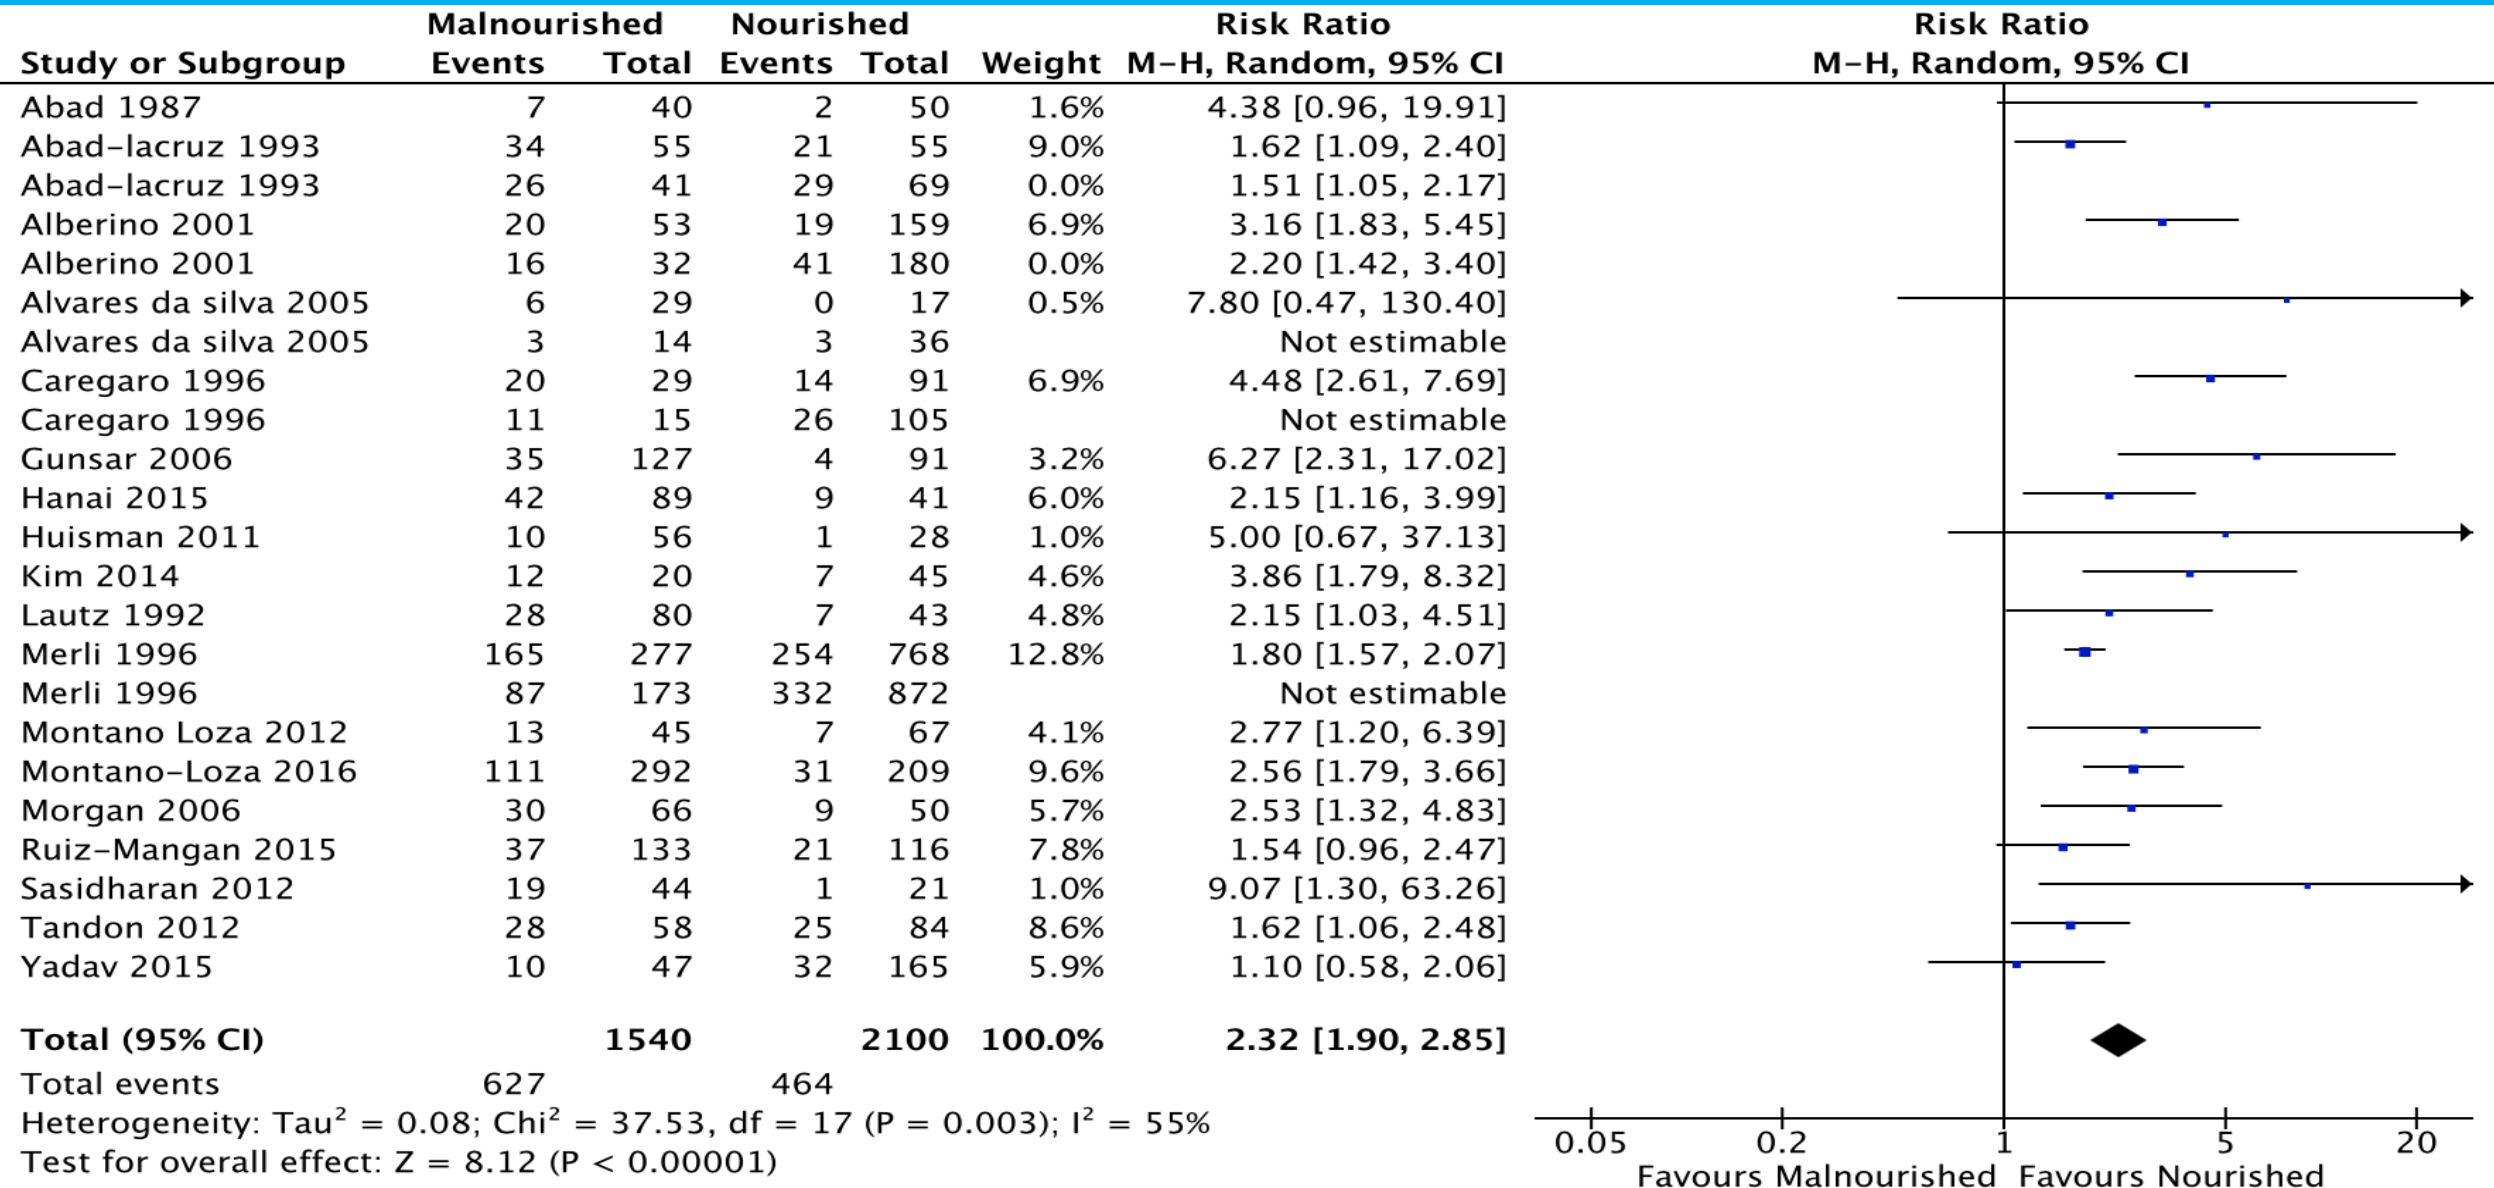 Malnourished Nourished Risk Ratio Risk Ratio
Study or Subgroup Events Total Events Total Weight M-H, Random, 95% CI M-H, Random, 95% CI
Abad 1987 7 40 2 50 1.6% 4.38 [0.96, 19.91]
Abad-lacruz 1993 34 55 21 55 9.0% 1.62 [1.09, 2.40]
Abad-lacruz 1993 26 41 29 69 0.0% 1.51 [1.05, 2.17]
Alberino 2001 20 53 19 159 6.9% 3.16 [1.83, 5.45]
Alberino 2001 16 32 41 180 0.0% 2.20 [1.42, 3.40]
Alvares da silva 2005 6 29 0 17 0.5% 7.80 [0.47, 130.40]
Alvares da silva 2005 3 14 3 36 Not estimable
Caregaro 1996 20 29 14 91 6.9% 4.48 [2.61, 7.69]
Caregaro 1996 11 15 26 105 Not estimable
Gunsar 2006 35 127 4 91 3.2% 6.27 [2.31, 17.02]
Hanai 2015 42 89 9 41 6.0% 2.15 [1.16, 3.99]
Huisman 2011 10 56 1 28 1.0% 5.00 [0.67, 37.13]
Kim 2014 12 20 7 45 4.6% 3.86 [1.79, 8.32]
Lautz 1992 28 80 7 43 4.8% 2.15 [1.03, 4.51]
Merli 1996 165 277 254 768 12.8% 1.80 [1.57, 2.07]
Merli 1996 87 173 332 872 Not estimable
Montano Loza 2012 13 45 7 67 4.1% 2.77 [1.20, 6.39]
Montano-Loza 2016 111 292 31 209 9.6% 2.56 [1.79, 3.66]
Morgan 2006 30 66 9 50 5.7% 2.53 [1.32, 4.83]
Ruiz-Mangan 2015 37 133 21 116 7.8% 1.54 [0.96, 2.47]
Sasidharan 2012 19 44 1 21 1.0% 9.07 [1.30, 63.26]
Tandon 2012 28 58 25 84 8.6% 1.62 [1.06, 2.48]
Yadav 2015 10 47 32 165 5.9% 1.10 [0.58, 2.06]
Total (95% CI) 1540 2100 100.0% 2.32 [1.90, 2.85]
Total events 627 464
Heterogeneity: Tau² = 0.08; Chi² = 37.53, df = 17 (P = 0.003); I² = 55%
Test for overall effect: Z = 8.12 (P < 0.00001)
0.05 0.2 1 5 20
Favours Malnourished Favours Nourished